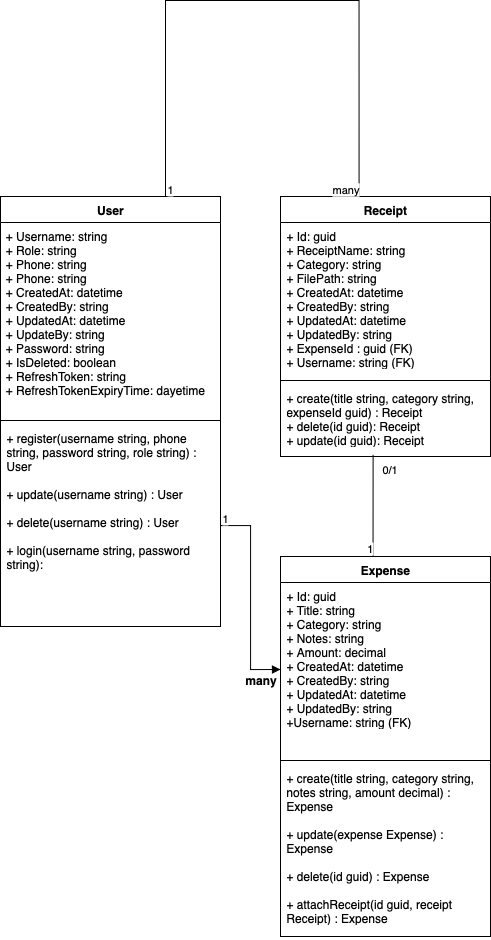 1
many
User
+ Username: string
+ Role: string
+ Phone: string
+ Phone: string
+ CreatedAt: datetime
+ CreatedBy: string
+ UpdatedAt: datetime
+ UpdateBy: string
+ Password: string
+ IsDeleted: boolean
+ RefreshToken: string
+ RefreshTokenExpiryTime: dayetime
+ register(username string, phone
string, password string, role string) :
User
+ update(username string) : User
+ delete(username string) : User
+ login(username string, password
string):
Receipt
+ Id: guid
+ ReceiptName: string
+ Category: string
+ FilePath: string
+ CreatedAt: datetime
+ CreatedBy: string
+ UpdatedAt: datetime
+ UpdatedBy: string
+ ExpenseId : guid (FK)
+ Username: string (FK)
+ create(title string, category string,
expenseId guid) : Receipt
+ delete(id guid): Receipt
+ update(id guid): Receipt
0/1
1
1
many
Expense
+ Id: guid
+ Title: string
+ Category: string
+ Notes: string
+ Amount: decimal
+ CreatedAt: datetime
+ CreatedBy: string
+ UpdatedAt: datetime
+ UpdatedBy: string
+Username: string (FK)
+ create(title string, category string,
notes string, amount decimal) :
Expense
+ update(expense Expense) :
Expense
+ delete(id guid) : Expense
+ attachReceipt(id guid, receipt
Receipt) : Expense